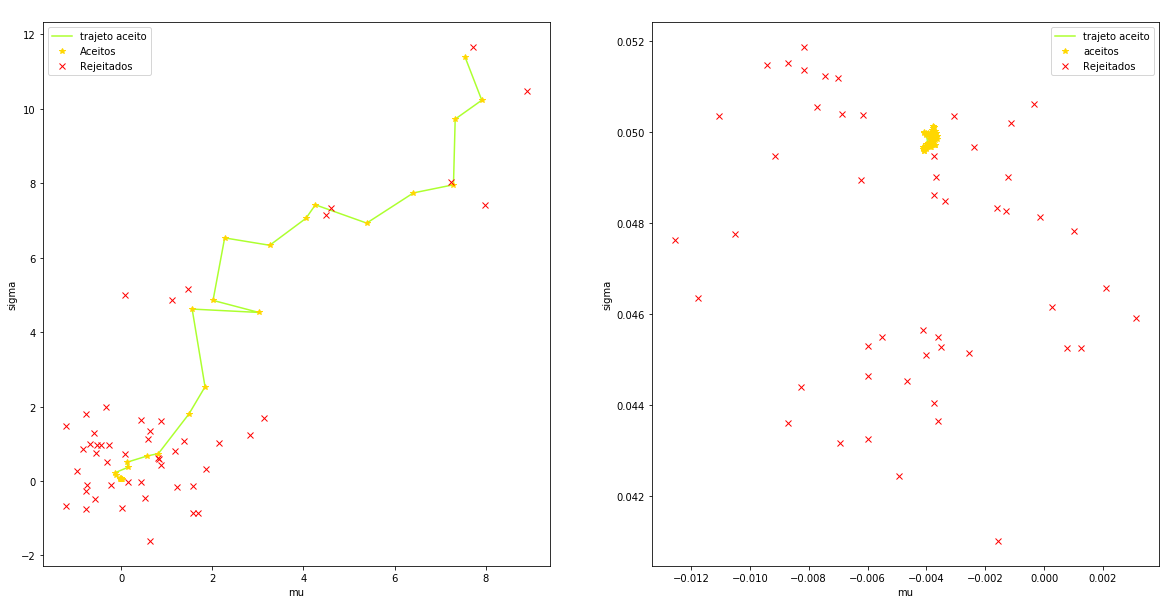 trajeto aceito
Aceitos
Rejeitados
12
10
8
6
4
2
0
−2
sigma
0
2
4
6
8
mu
trajeto aceito
aceitos
Rejeitados
0.052
0.050
0.048
0.046
0.044
0.042
sigma
−0.012
−0.010
−0.008
−0.006
−0.004
−0.002
0.000
0.002
mu